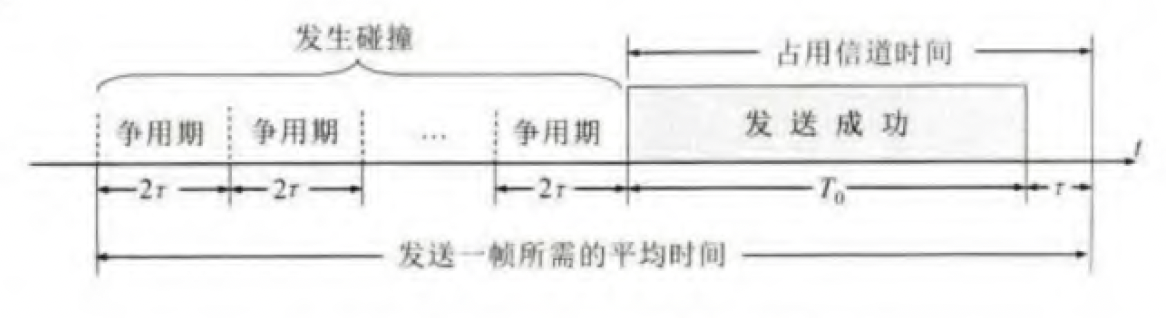 发生碰撞
占用信道时间
争用期 争用期 … 争用期 发送成功
t
2τ 2τ 2τ T₀ τ
发送一帧所需的平均时间